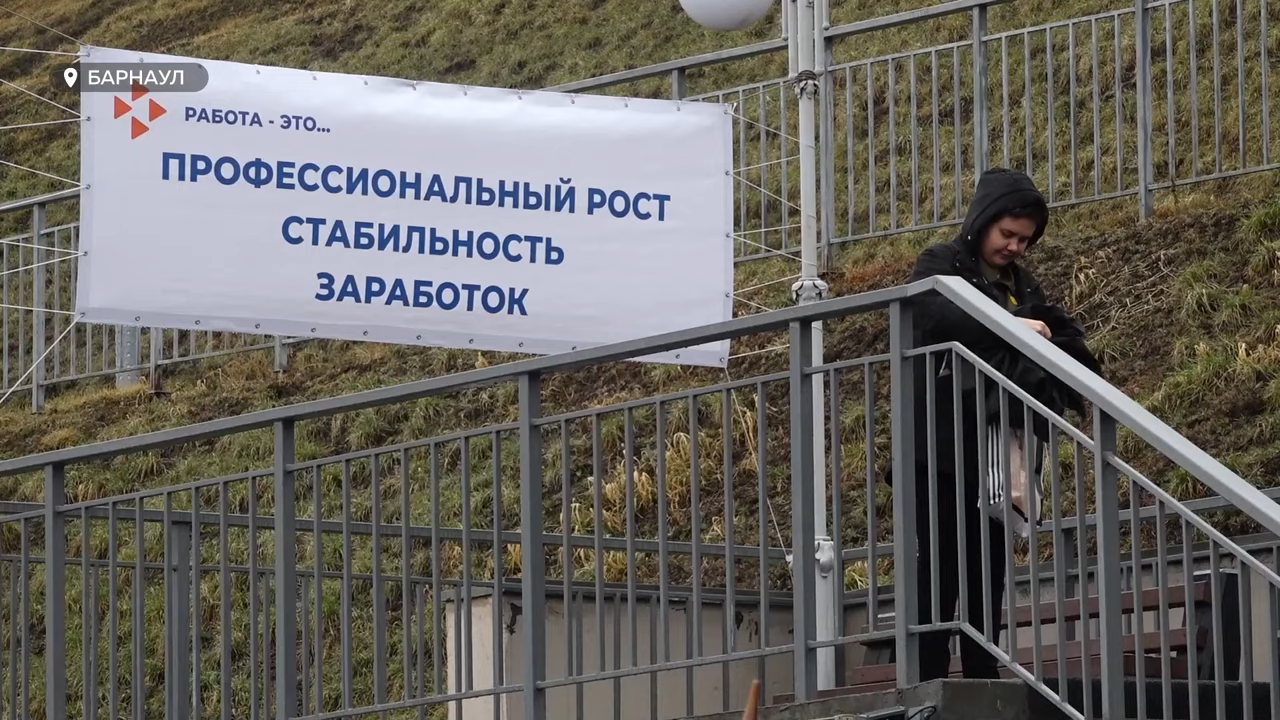 БАРНАУЛ
РАБОТА - ЭТО...
ПРОФЕССИОНАЛЬНЫЙ РОСТ
СТАБИЛЬНОСТЬ
ЗАРАБОТОК